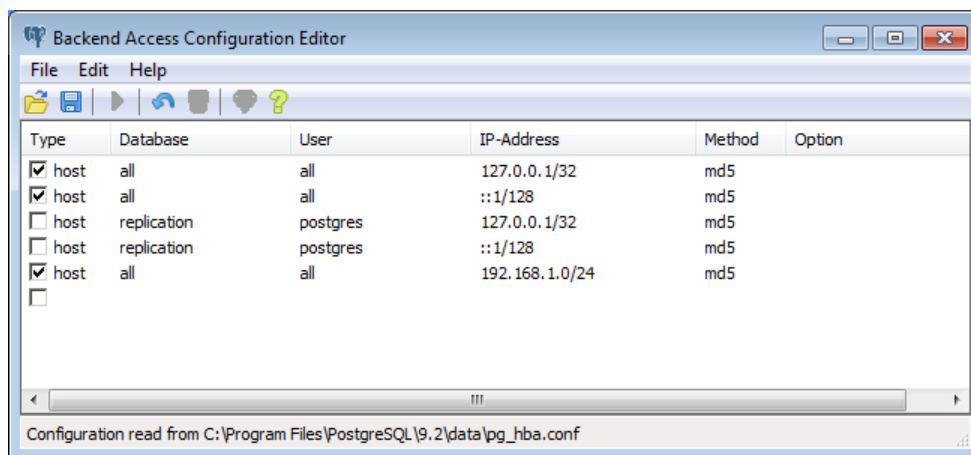 Backend Access Configuration Editor
File Edit Help
Type Database User IP-Address Method Option
host all all 127.0.0.1/32 md5
host all all ::1/128 md5
host replication postgres 127.0.0.1/32 md5
host replication postgres ::1/128 md5
host all all 192.168.1.0/24 md5
Configuration read from C:\Program Files\PostgreSQL\9.2\data\pg_hba.conf